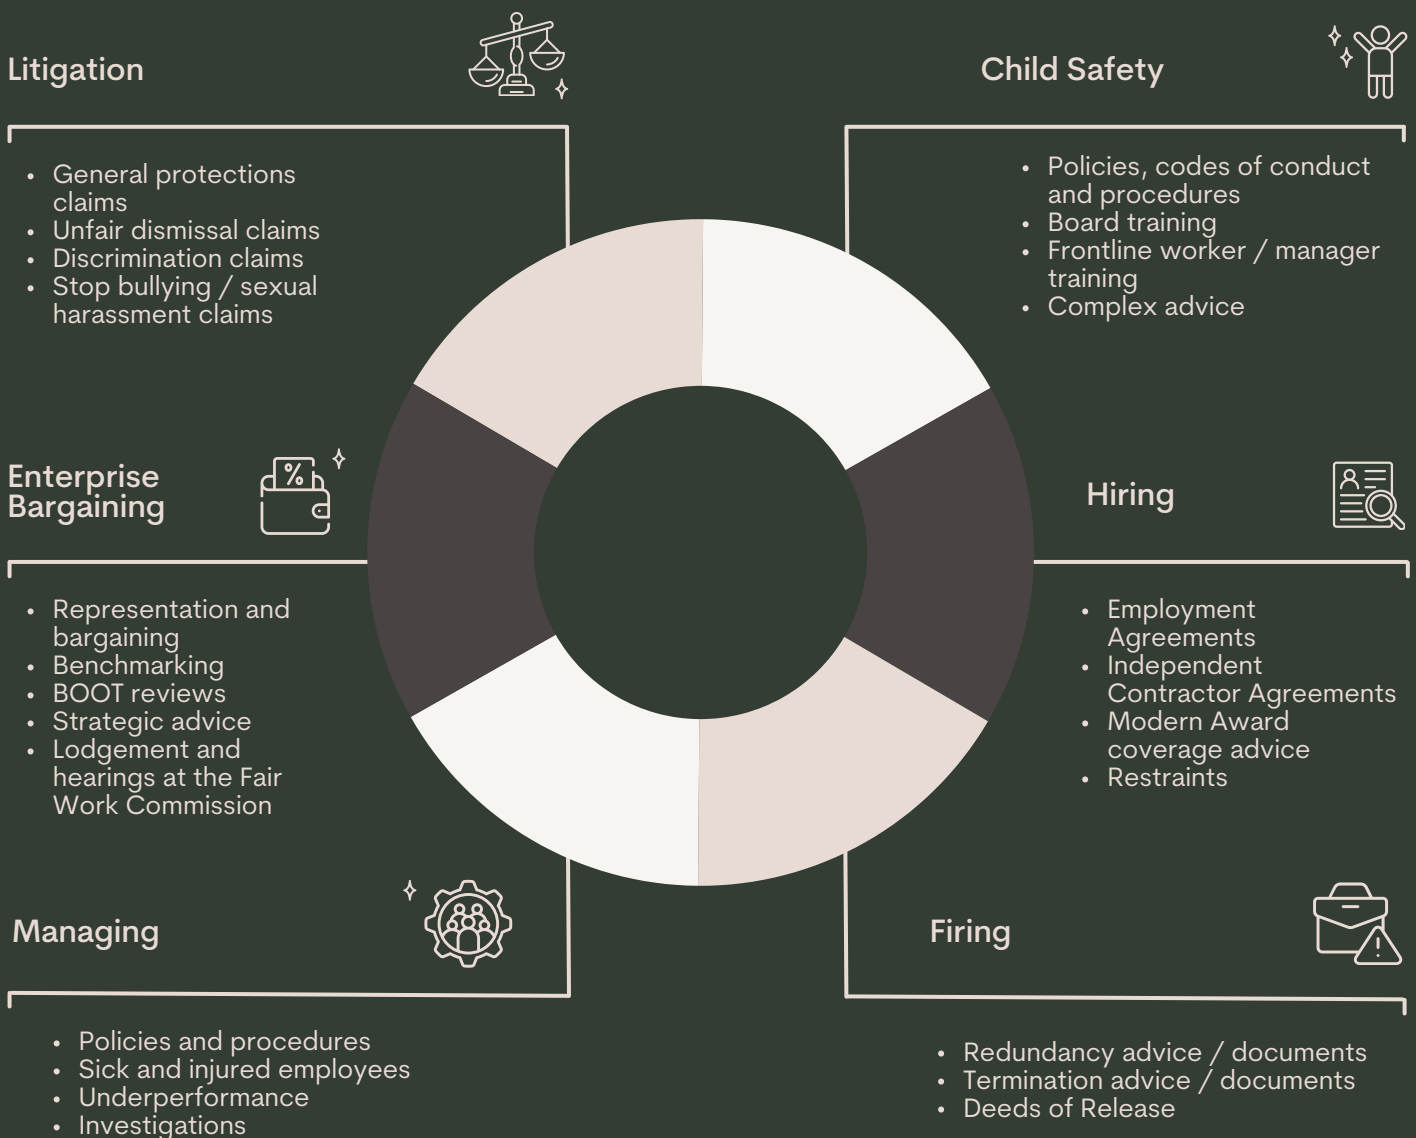 Litigation
• General protections
claims
• Unfair dismissal claims
• Discrimination claims
• Stop bullying / sexual
harassment claims
Child Safety
• Policies, codes of conduct
and procedures
• Board training
• Frontline worker / manager
training
• Complex advice
Enterprise
Bargaining
%
• Representation and
bargaining
• Benchmarking
• BOOT reviews
• Strategic advice
• Lodgement and
hearings at the Fair
Work Commission
Hiring
• Employment
Agreements
• Independent
Contractor Agreements
• Modern Award
coverage advice
• Restraints
Managing
• Policies and procedures
• Sick and injured employees
• Underperformance
• Investigations
Firing
!
• Redundancy advice / documents
• Termination advice / documents
• Deeds of Release